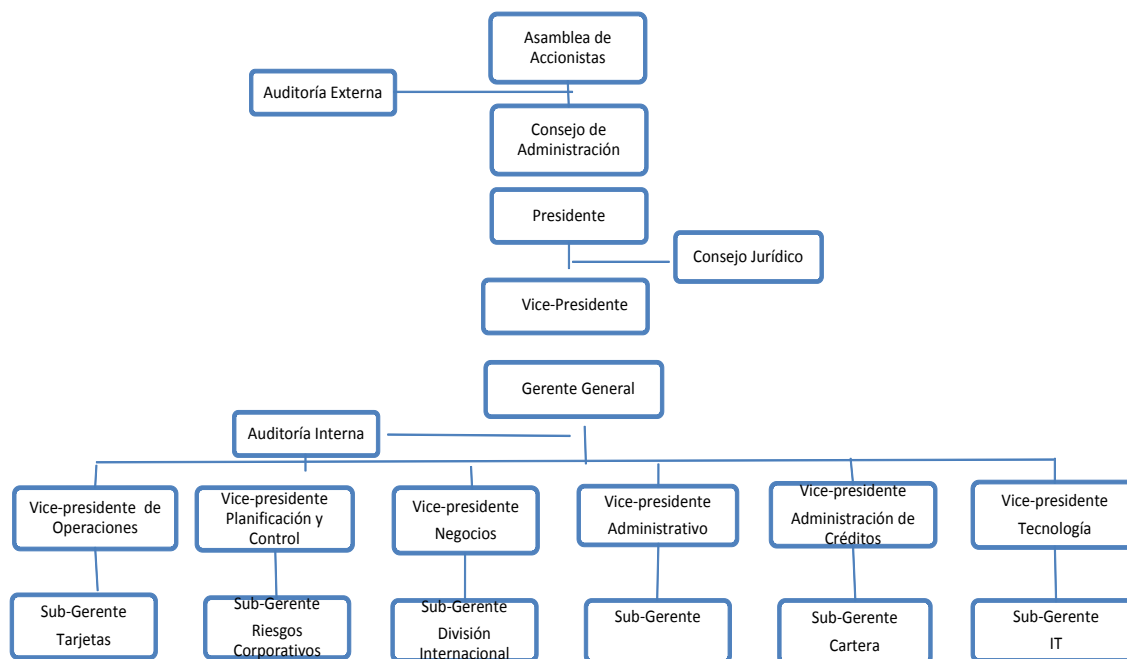 Asamblea de
Accionistas
Auditoría Externa
Consejo de
Administración
Presidente
Consejo Jurídico
Vice-Presidente
Gerente General
Auditoría Interna
Vice-presidente de
Operaciones
Vice-presidente
Planificación y
Control
Vice-presidente
Negocios
Vice-presidente
Administrativo
Vice-presidente
Administración de
Créditos
Vice-presidente
Tecnología
Sub-Gerente
Tarjetas
Sub-Gerente
Riesgos
Corporativos
Sub-Gerente
División
Internacional
Sub-Gerente
Sub-Gerente
Cartera
Sub-Gerente
IT